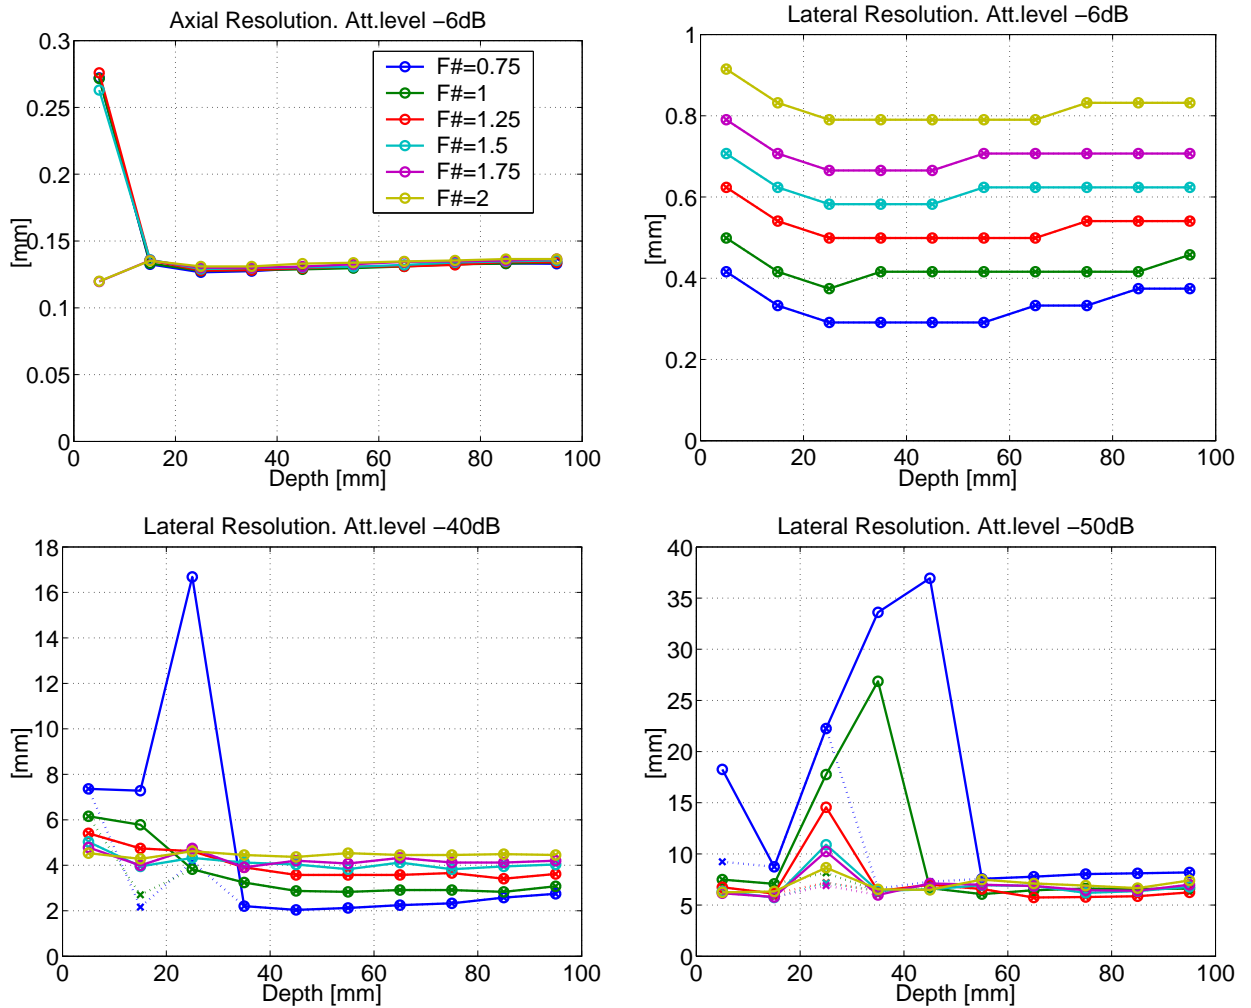 Axial Resolution. Att.level −6dB
0.3
0.25
0.2
0.15
0.1
0.05
0
[mm]
F#=0.75
F#=1
F#=1.25
F#=1.5
F#=1.75
F#=2
0 20 40 60 80 100
Depth [mm]
Lateral Resolution. Att.level −6dB
1
0.8
0.6
0.4
0.2
0
[mm]
0 20 40 60 80 100
Depth [mm]
Lateral Resolution. Att.level −40dB
18
16
14
12
10
8
6
4
2
0
[mm]
0 20 40 60 80 100
Depth [mm]
Lateral Resolution. Att.level −50dB
40
35
30
25
20
15
10
5
0
[mm]
0 20 40 60 80 100
Depth [mm]